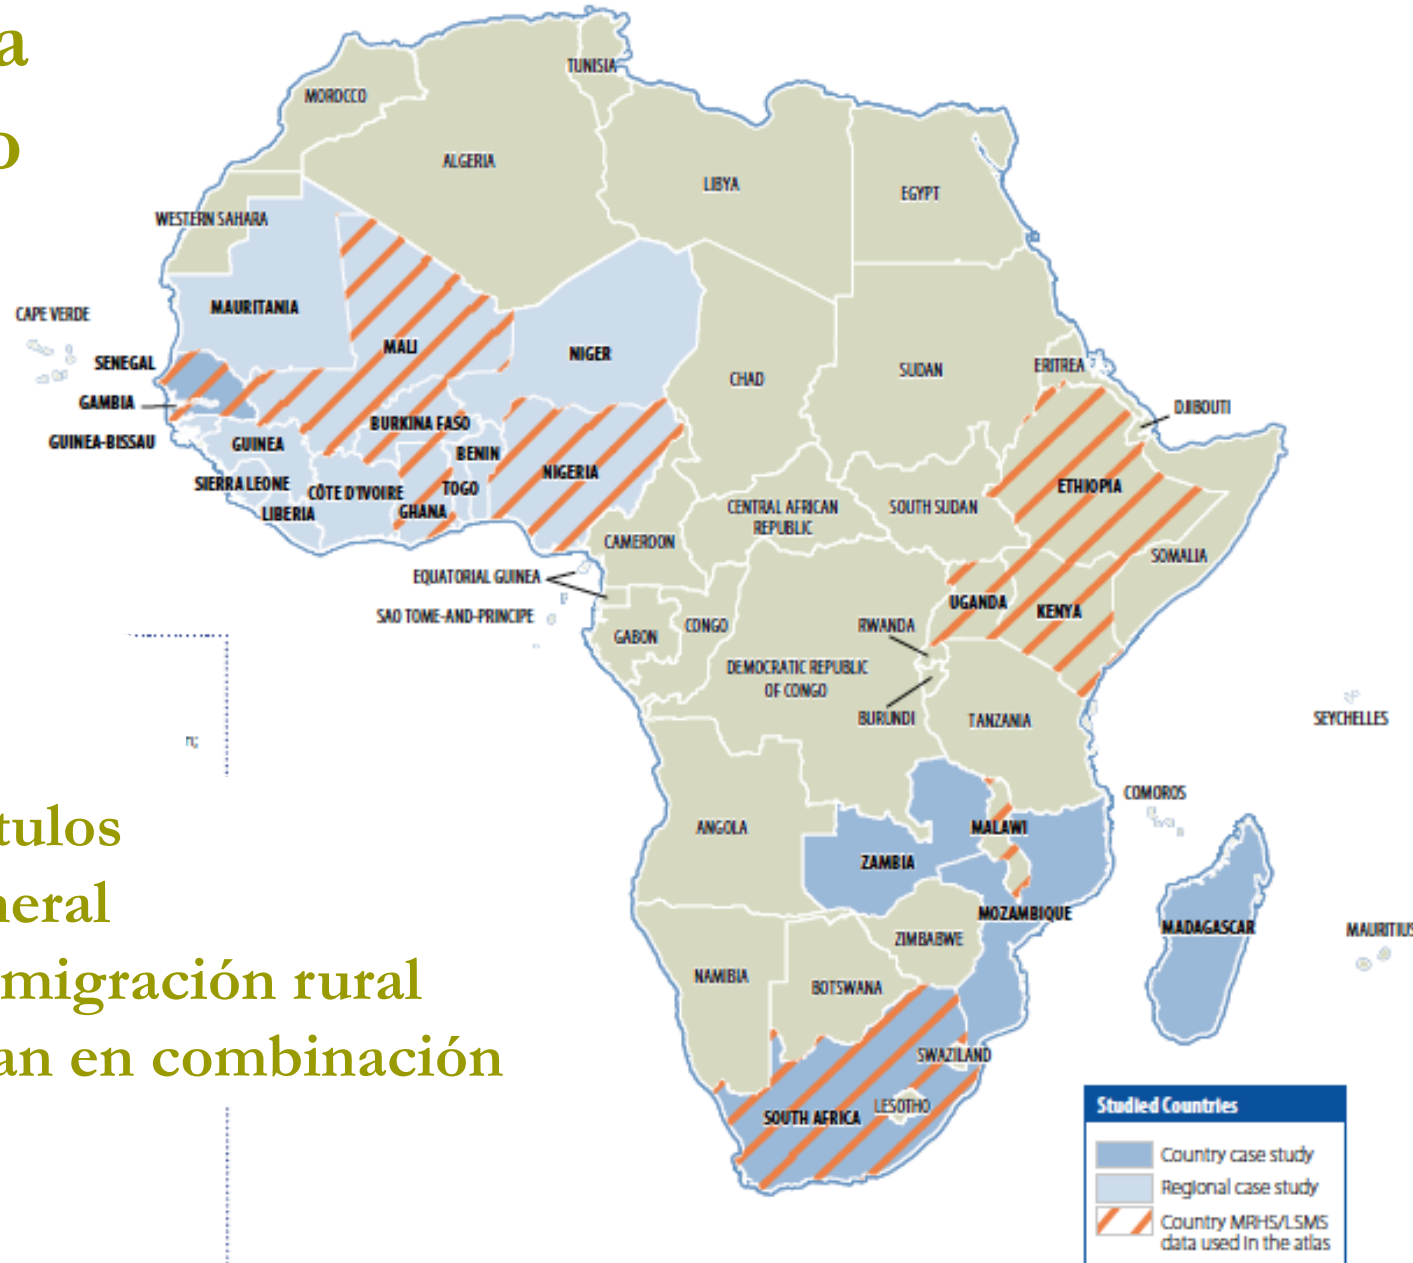 a
o
TUNISIA
MOROCCO
ALGERIA
LIBYA
EGYPT
WESTERN SAHARA
MAURITANIA
CAPE VERDE
MALI
NIGER
SENEGAL
CHAD
SUDAN
ERITREA
GAMBIA
DJIBOUTI
BURKINA FASO
GUINEA-BISSAU
GUINEA
BENIN
NIGERIA
SIERRA LEONE
CÔTE D'IVOIRE
TOGO
ETHIOPIA
LIBERIA
GHANA
CENTRAL AFRICAN
REPUBLIC
SOUTH SUDAN
CAMEROON
SOMALIA
EQUATORIAL GUINEA
UGANDA
KENYA
SAO TOME-AND-PRINCIPE
GABON
CONGO
RWANDA
DEMOCRATIC REPUBLIC
OF CONGO
BURUNDI
TANZANIA
SEYCHELLES
n;
COMOROS
tulos
ANGOLA
MALAWI
ZAMBIA
neral
MOZAMBIQUE
MADAGASCAR
MAURITIUS
ZIMBABWE
migración rural
NAMIBIA
BOTSWANA
an en combinación
SWAZILAND
SOUTH AFRICA
LESOTHO
Studied Countries
Country case study
Regional case study
Country MRHS/LSMS
data used in the atlas